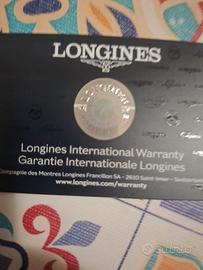 LONGINES
Longines International Warranty
Garantie Internationale Longines
Compagnie des Montres Longines Francillon SA – 2610 Saint-Imier –
www.longines.com/warranty